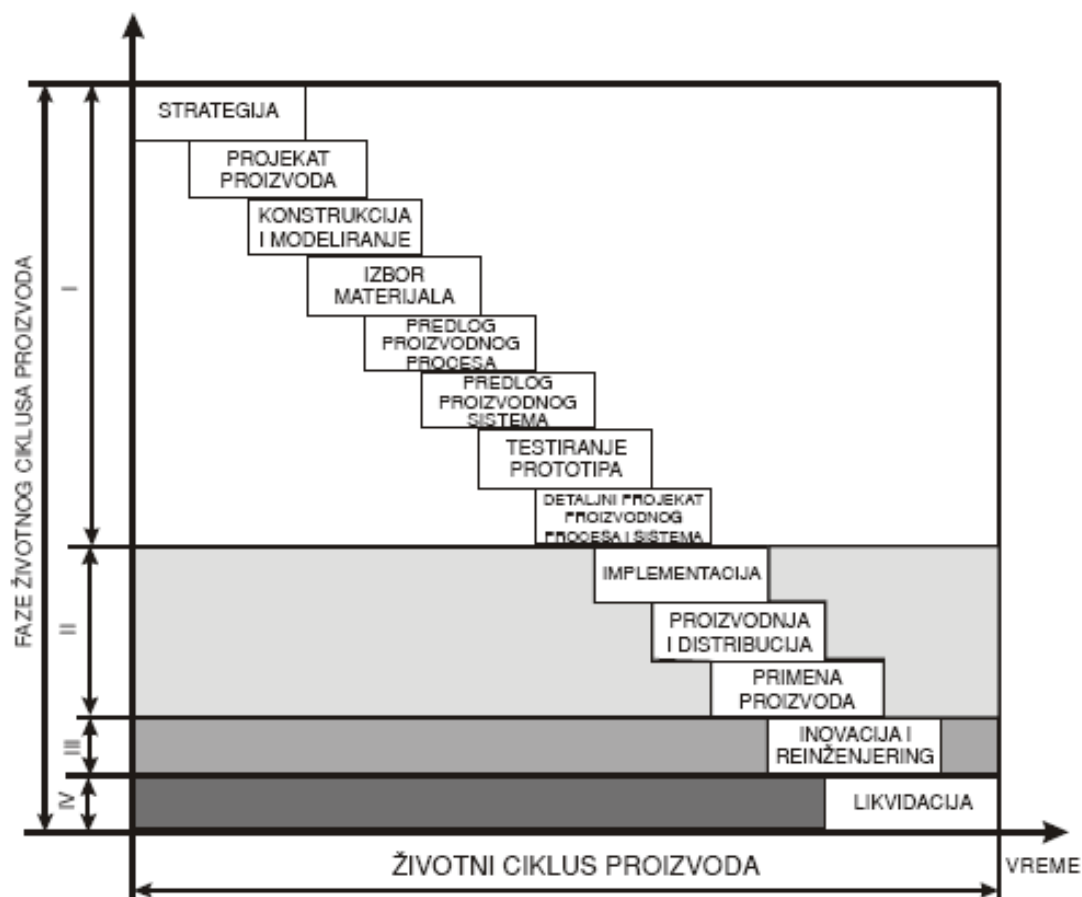 STRATEGIJA
PROJEKAT
PROIZVODA
KONSTRUKCIJA
I MODELIRANJE
IZBOR
MATERIJALA
PREDLOG
PROIZVODNOG
PROCESA
PREDLOG
PROIZVODNOG
SISTEMA
TESTIRANJE
PROTOTIPA
DETALJNI PROJEKAT
PROIZVODNOG
PROCESA I SISTEMA
IMPLEMENTACIJA
PROIZVODNJA
I DISTRIBUCIJA
PRIMENA
PROIZVODA
INOVACIJA I
REINŽENJERING
LIKVIDACIJA
FAZE ŽIVOTNOG CIKLUSA PROIZVODA
I
II
III
IV
ŽIVOTNI CIKLUS PROIZVODA
VREME